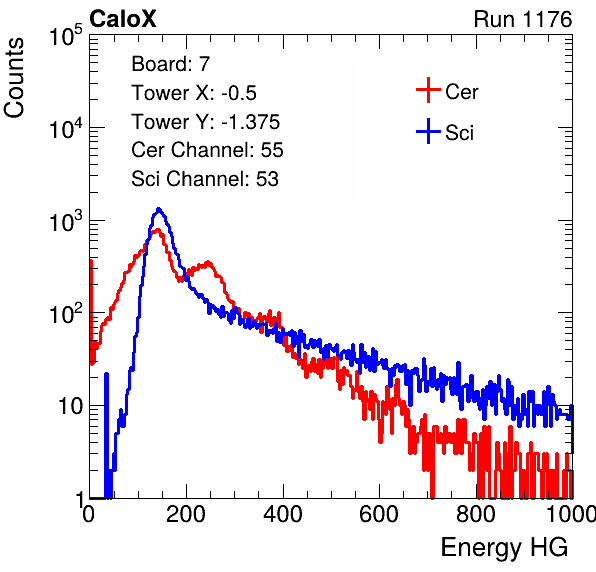 CaloX Run 1176
Counts
Board: 7
Tower X: -0.5
Tower Y: -1.375
Cer Channel: 55
Sci Channel: 53
Cer
Sci
10^5
10^4
10^3
10^2
10
1
0 200 400 600 800 1000
Energy HG